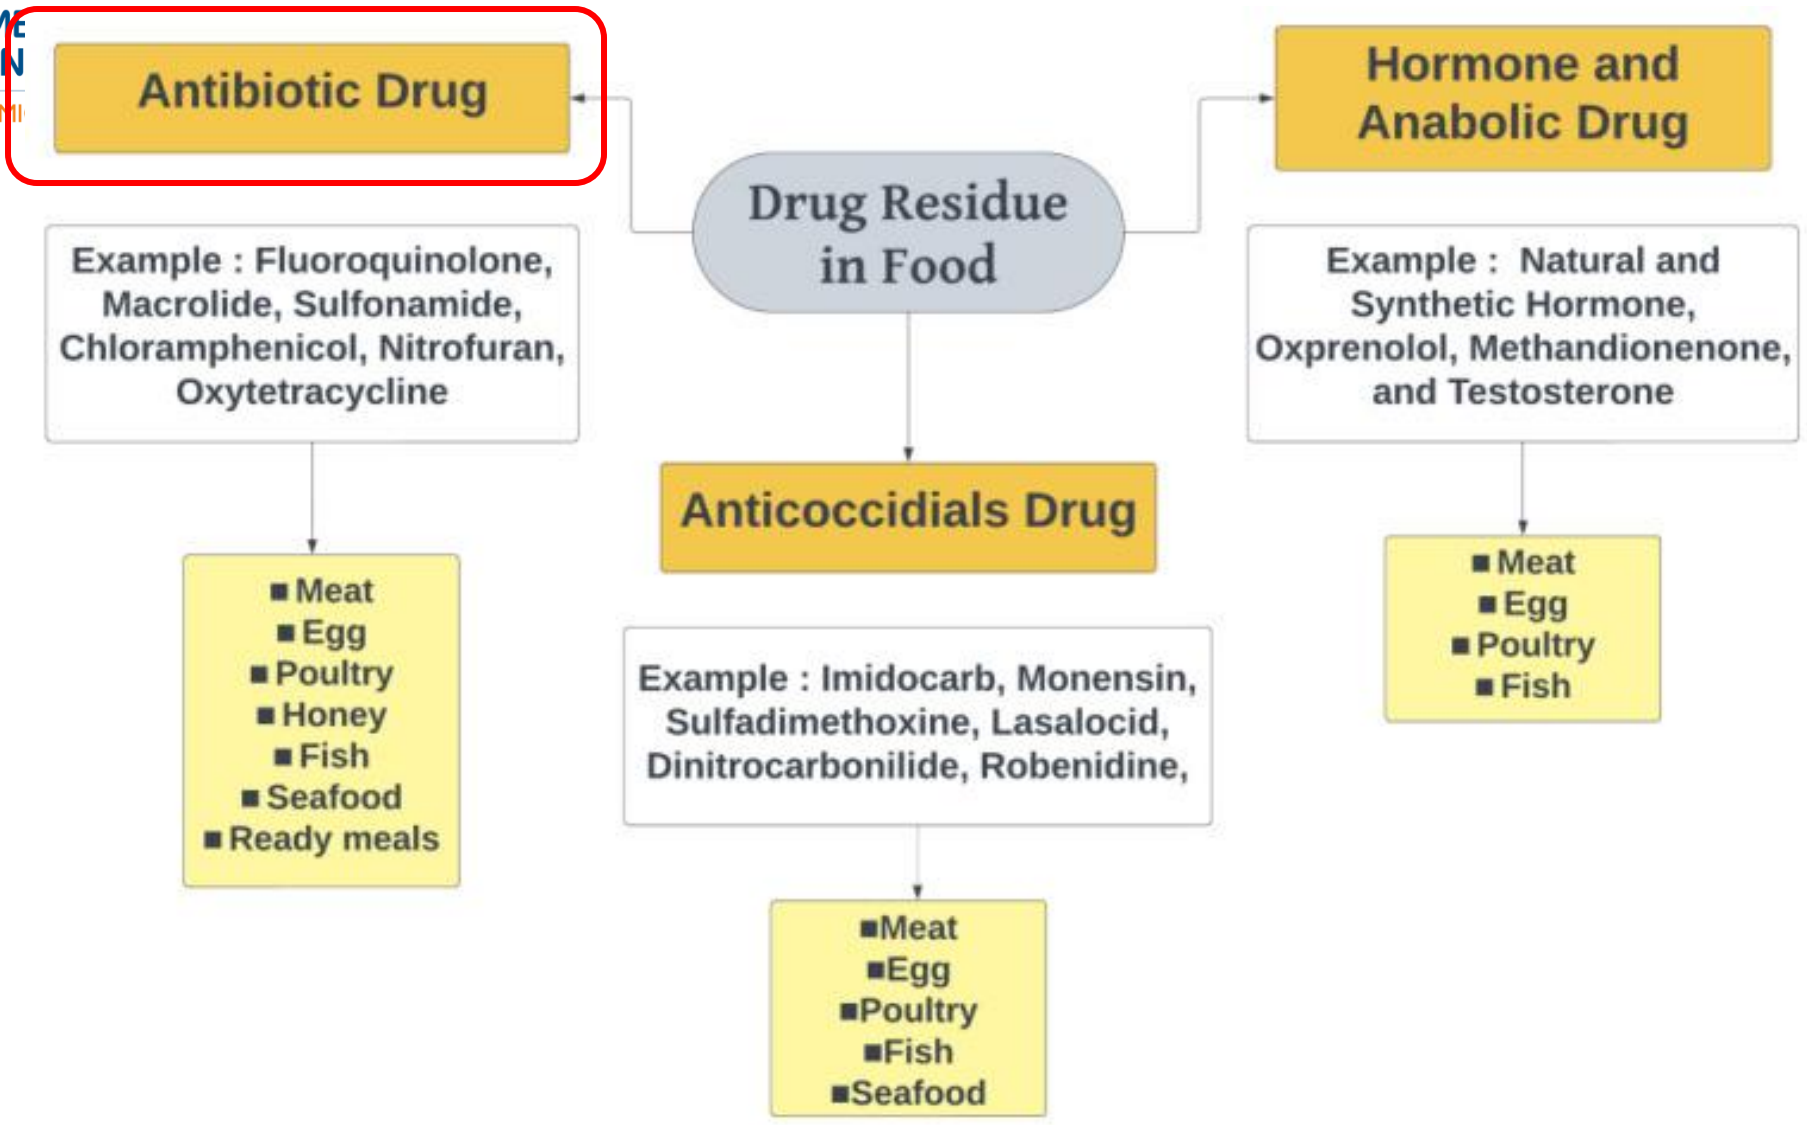 Antibiotic Drug
Hormone and
Anabolic Drug
Drug Residue
in Food
Example : Fluoroquinolone,
Macrolide, Sulfonamide,
Chloramphenicol, Nitrofuran,
Oxytetracycline
Example :  Natural and
Synthetic Hormone,
Oxprenolol, Methandionenone,
and Testosterone
Anticoccidials Drug
■ Meat
■ Egg
■ Poultry
■ Honey
■ Fish
■ Seafood
■ Ready meals
Example : Imidocarb, Monensin,
Sulfadimethoxine, Lasalocid,
Dinitrocarbonilide, Robenidine,
■ Meat
■ Egg
■ Poultry
■ Fish
■Meat
■Egg
■Poultry
■Fish
■Seafood